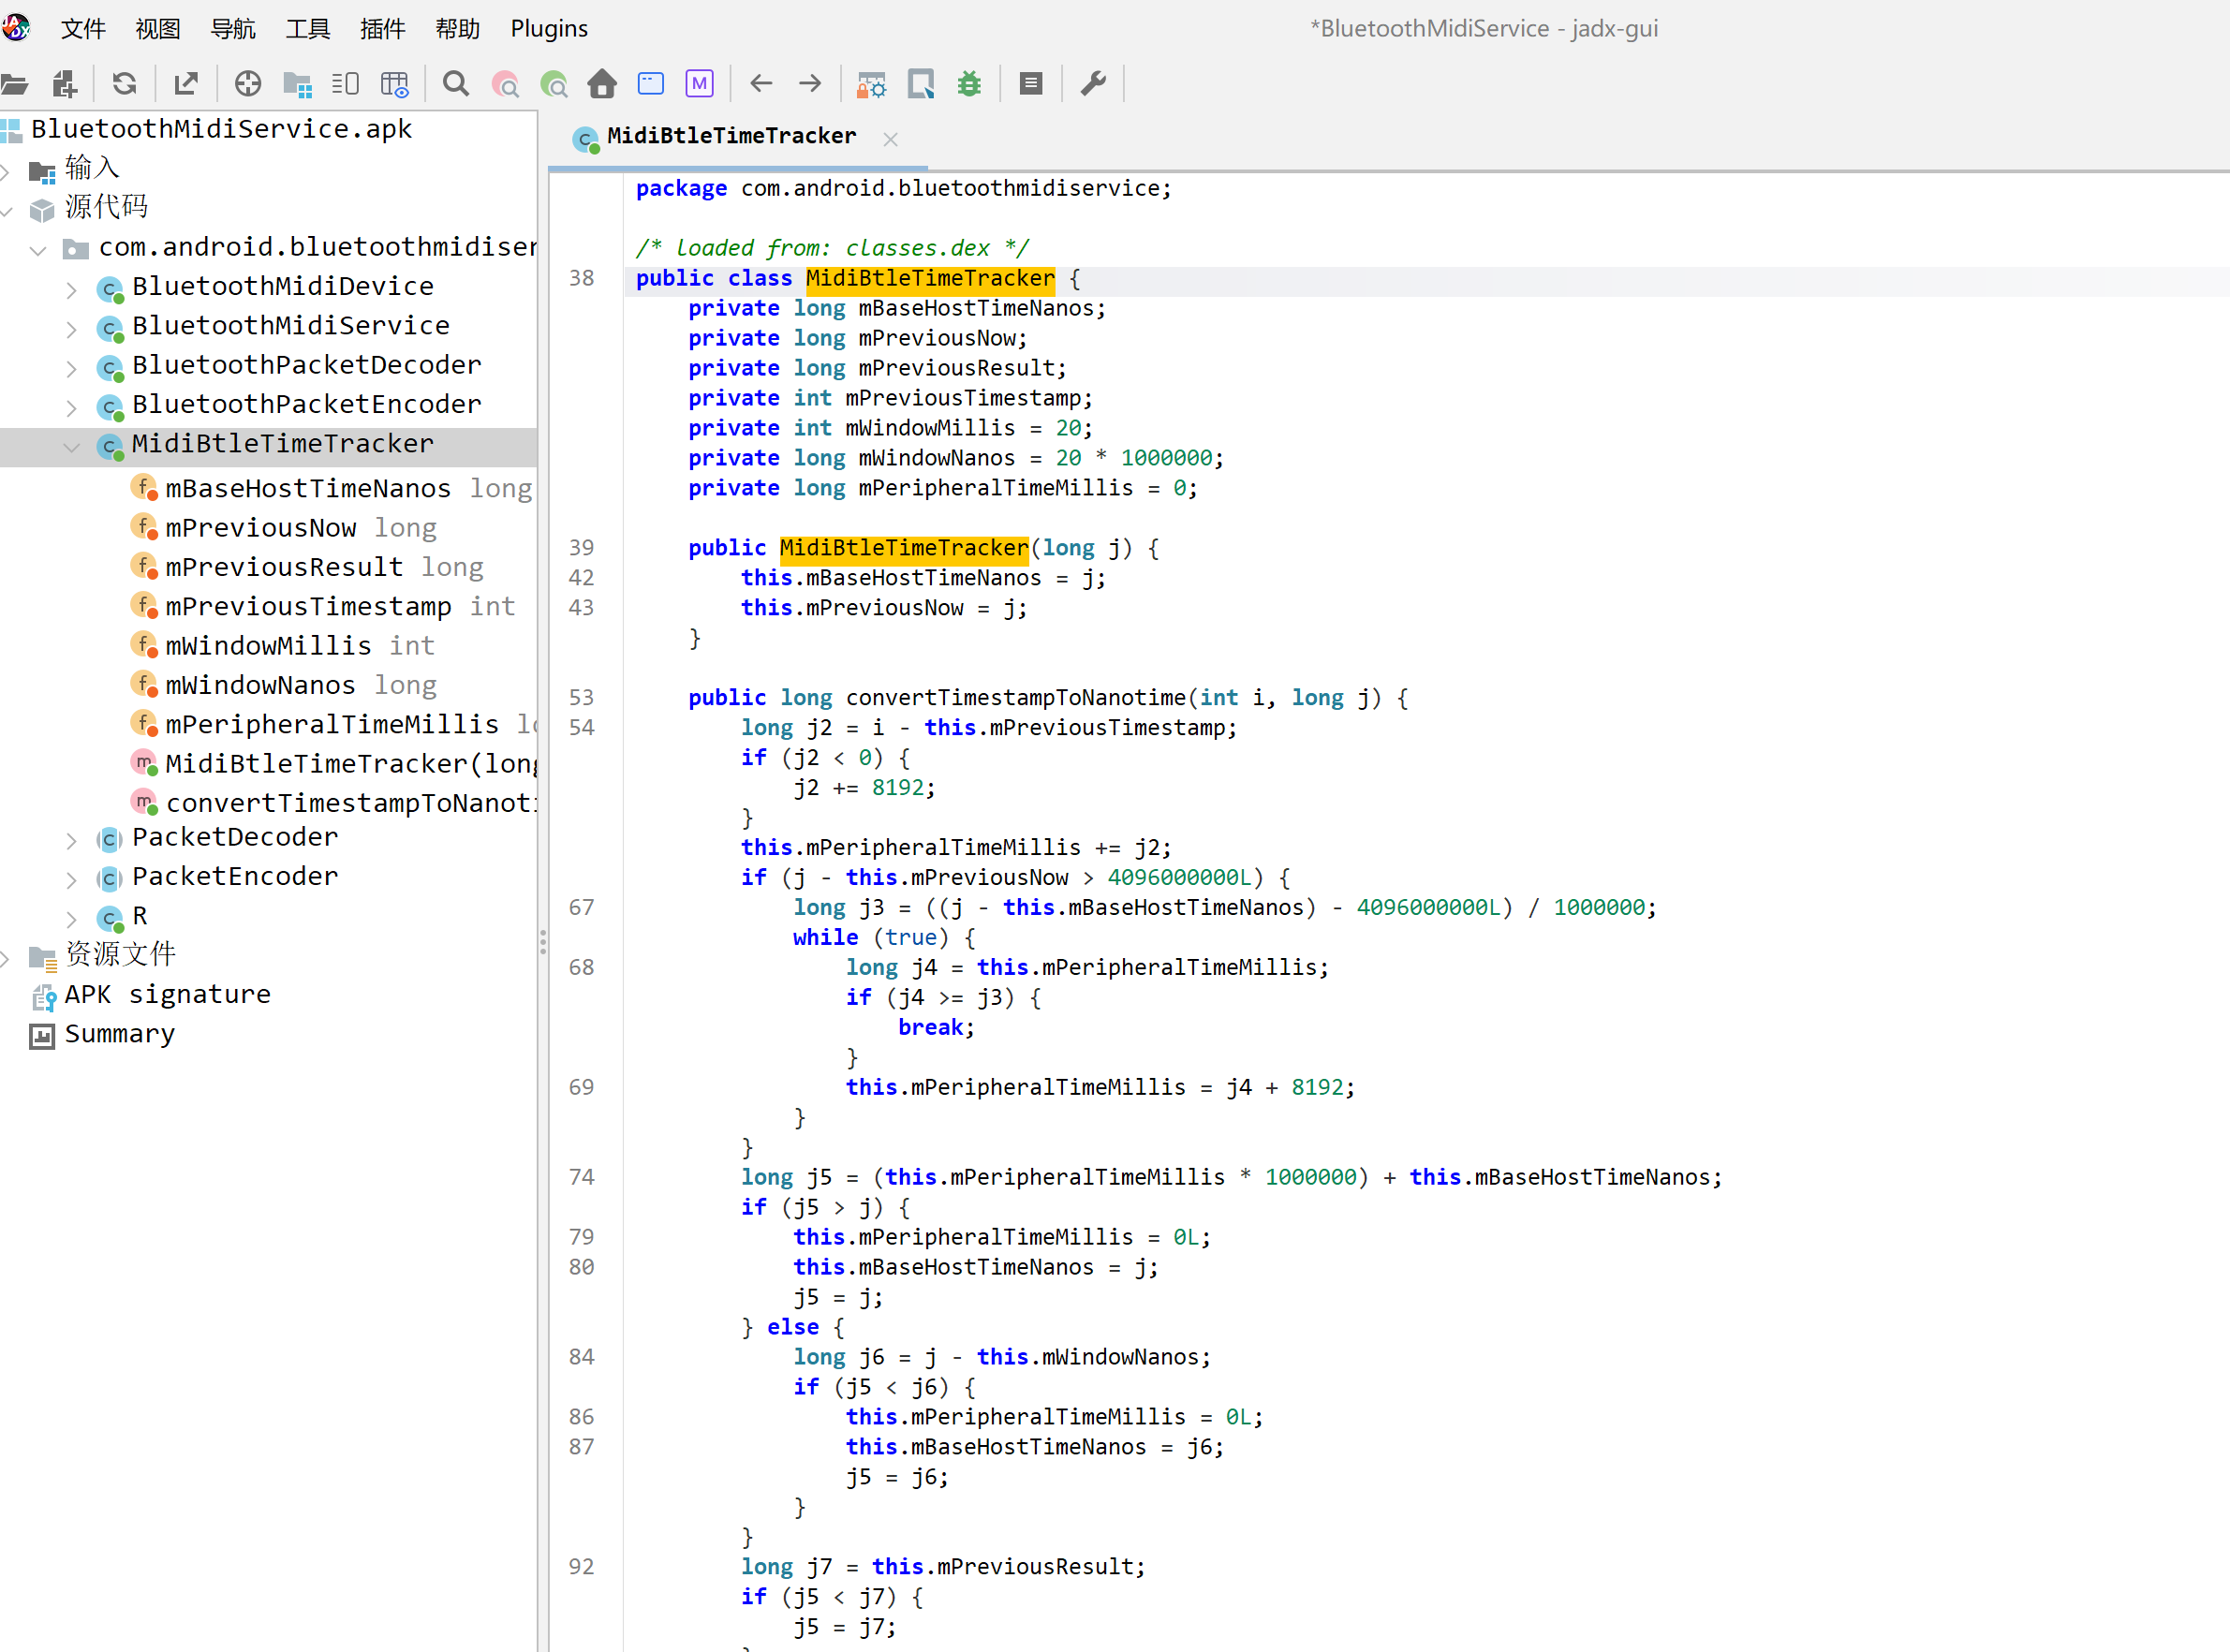 文件 视图 导航 工具 插件 帮助 Plugins
*BluetoothMidiService - jadx-gui
BluetoothMidiService.apk
输入
源代码
com.android.bluetoothmidiser
BluetoothMidiDevice
BluetoothMidiService
BluetoothPacketDecoder
BluetoothPacketEncoder
MidiBtleTimeTracker
mBaseHostTimeNanos long
mPreviousNow long
mPreviousResult long
mPreviousTimestamp int
mWindowMillis int
mWindowNanos long
mPeripheralTimeMillis lo
MidiBtleTimeTracker(long
convertTimestampToNanoti
PacketDecoder
PacketEncoder
R
资源文件
APK signature
Summary
MidiBtleTimeTracker
package com.android.bluetoothmidiservice;
/* loaded from: classes.dex */
38 public class MidiBtleTimeTracker {
private long mBaseHostTimeNanos;
private long mPreviousNow;
private long mPreviousResult;
private int mPreviousTimestamp;
private int mWindowMillis = 20;
private long mWindowNanos = 20 * 1000000;
private long mPeripheralTimeMillis = 0;
39 public MidiBtleTimeTracker(long j) {
42 this.mBaseHostTimeNanos = j;
43 this.mPreviousNow = j;
}
53 public long convertTimestampToNanotime(int i, long j) {
54 long j2 = i - this.mPreviousTimestamp;
if (j2 < 0) {
j2 += 8192;
}
this.mPeripheralTimeMillis += j2;
if (j - this.mPreviousNow > 4096000000L) {
67 long j3 = ((j - this.mBaseHostTimeNanos) - 4096000000L) / 1000000;
while (true) {
68 long j4 = this.mPeripheralTimeMillis;
if (j4 >= j3) {
break;
}
69 this.mPeripheralTimeMillis = j4 + 8192;
}
}
74 long j5 = (this.mPeripheralTimeMillis * 1000000) + this.mBaseHostTimeNanos;
if (j5 > j) {
79 this.mPeripheralTimeMillis = 0L;
80 this.mBaseHostTimeNanos = j;
j5 = j;
} else {
84 long j6 = j - this.mWindowNanos;
if (j5 < j6) {
86 this.mPeripheralTimeMillis = 0L;
87 this.mBaseHostTimeNanos = j6;
j5 = j6;
}
}
92 long j7 = this.mPreviousResult;
if (j5 < j7) {
j5 = j7;